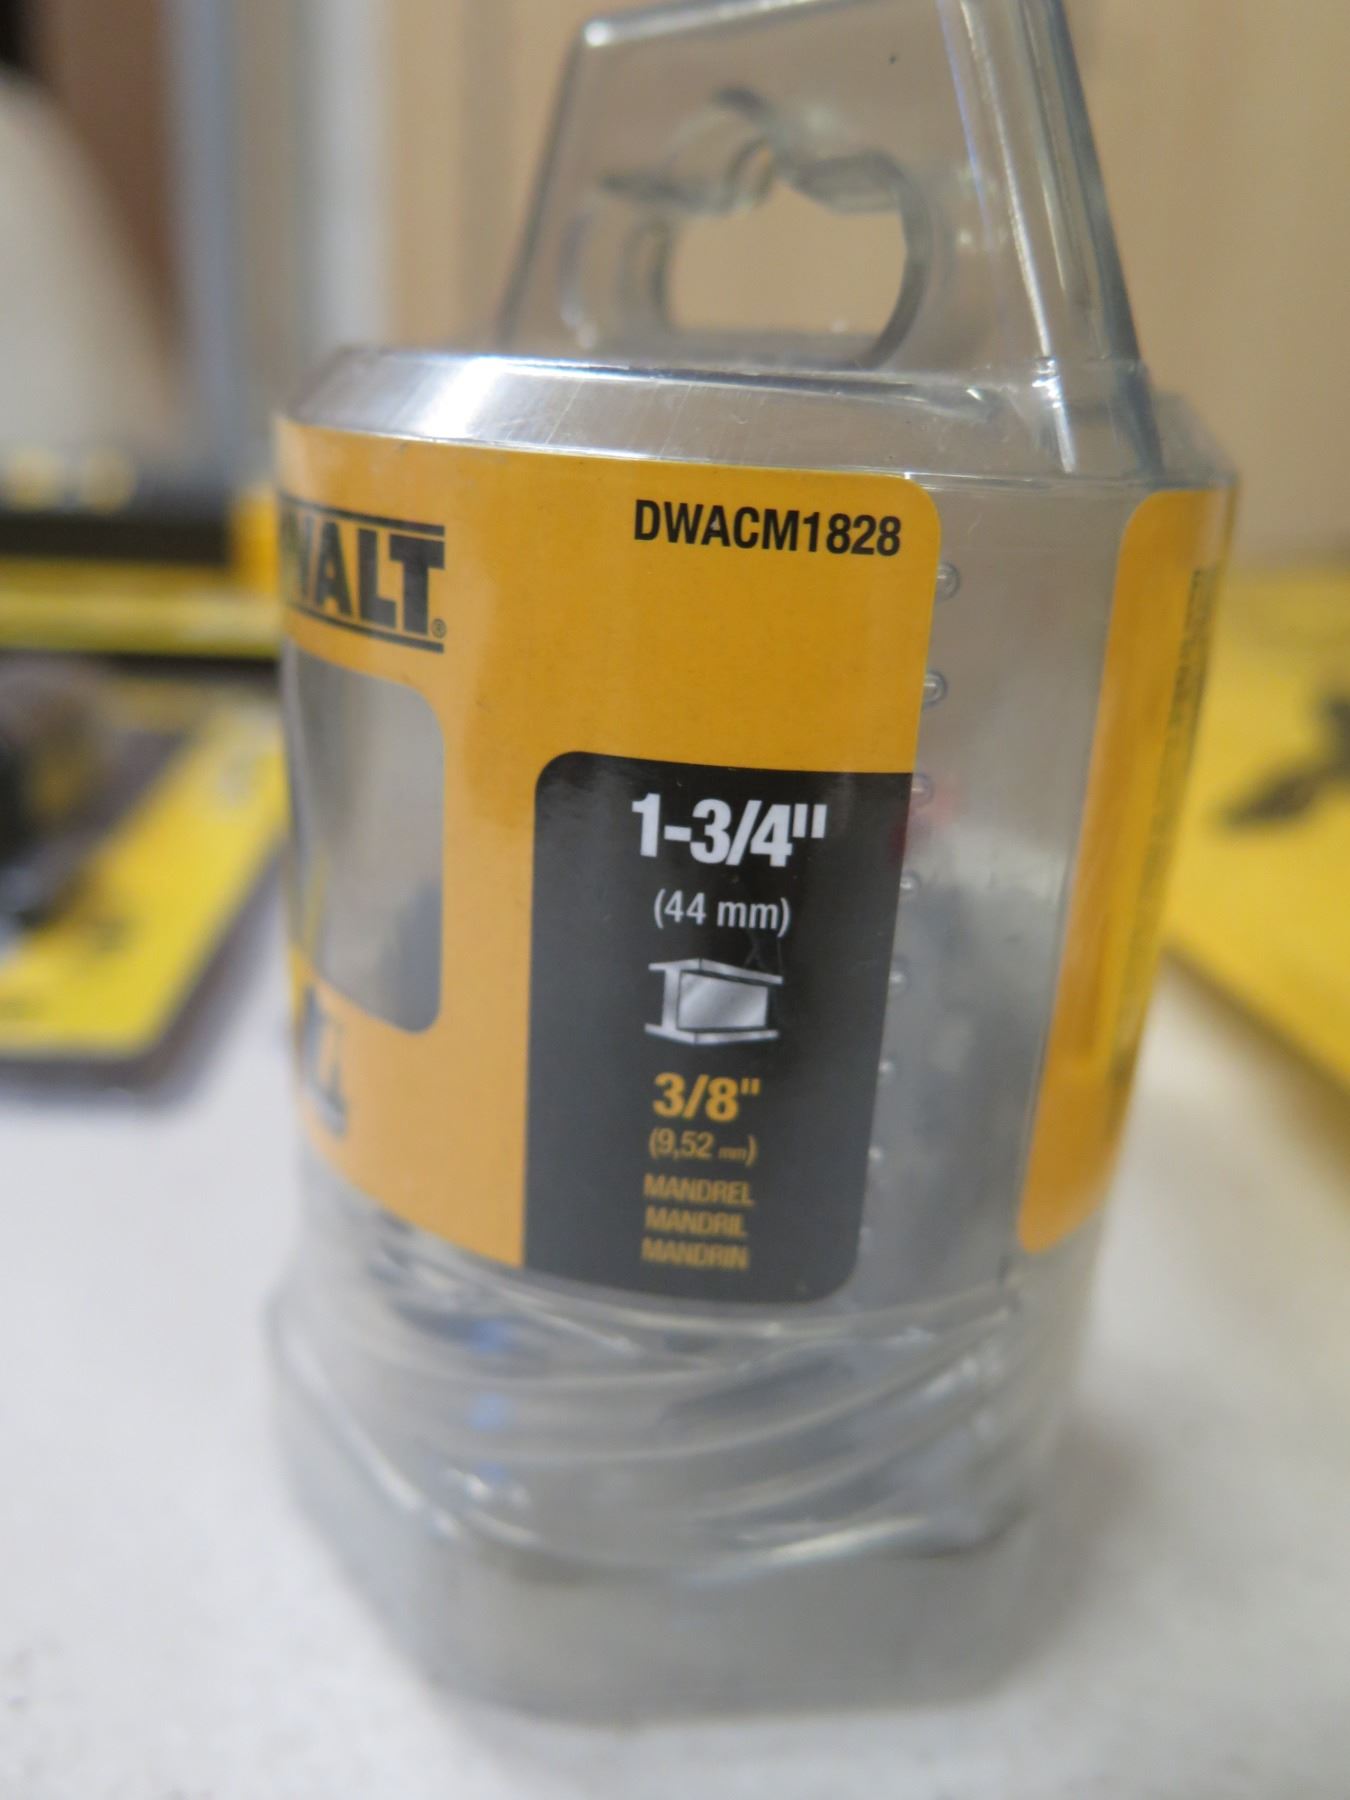 WALT®
DWACM1828
1-3/4"
(44 mm)
3/8"
(9,52 mm)
MANDREL
MANDRIL
MANDRIN